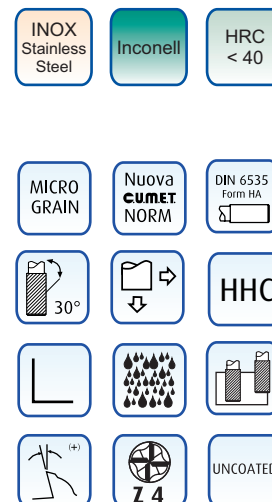 INOX
Stainless
Steel
Inconell
HRC
< 40
MICRO
GRAIN
Nuova
C.U.M.E.T.
NORM
DIN 6535
Form HA
30°
HHC
(+)
Z 4
UNCOATED